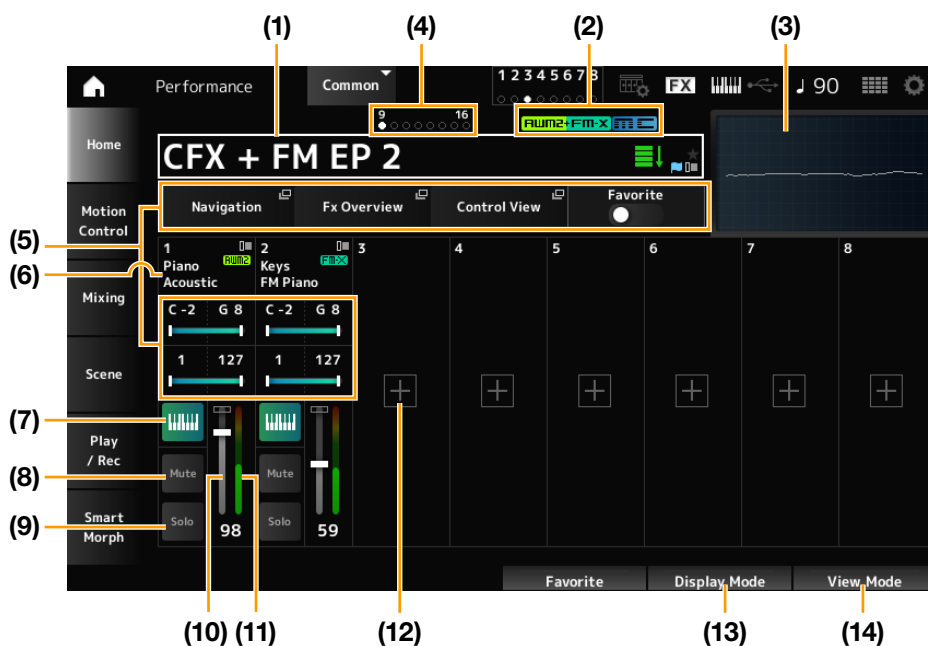 (1)
(4)
(2)
(3)
Performance
Common
1 2 3 4 5 6 7 8
FX
♩ 90
9 16
AWM2+FM-X MC
Home
CFX + FM EP 2
Navigation
Fx Overview
Control View
Favorite
Motion
Control
(5)
1
2
3
4
5
6
7
8
(6)
Piano
Acoustic
AWM2
Keys
FM Piano
FM-X
Mixing
C -2 G 8
C -2 G 8
1 127
1 127
Scene
(7)
Play
/ Rec
(8)
Mute
Mute
(9)
Smart
Morph
Solo
98
Solo
59
Favorite
Display Mode
View Mode
(10)
(11)
(12)
(13)
(14)